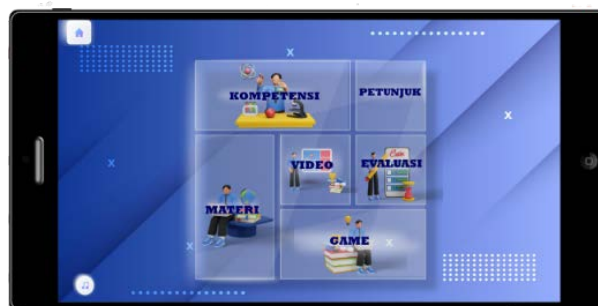 KOMPETENSI
PETUNJUK
VIDEO
EVALUASI
MATERI
GAME